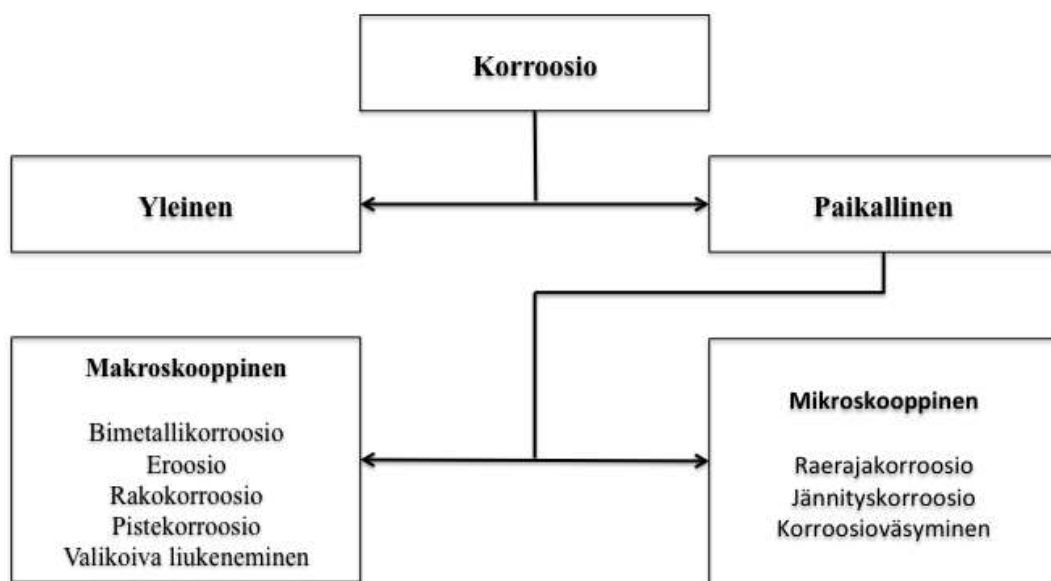 Korroosio
Yleinen
Paikallinen
Makroskooppinen
Bimetallikorroosio
Eroosio
Rakokorroosio
Pistekorroosio
Valikoiva liukeneminen
Mikroskooppinen
Raerajakorroosio
Jännityskorroosio
Korroosioväsyminen